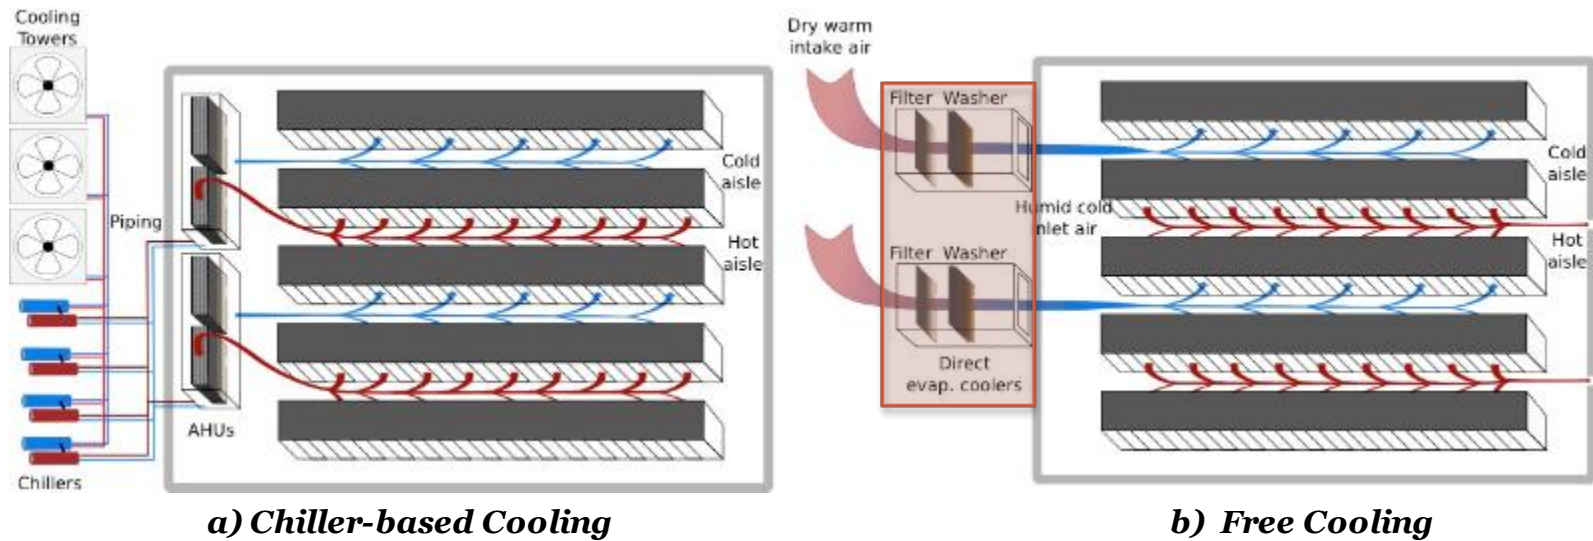 Cooling
Towers
Piping
Cold
aisle
Hot
aisle
AHUs
Chillers
a) Chiller-based Cooling
Dry warm
intake air
Filter Washer
Cold
aisle
Humid cold
inlet air
Filter Washer
Hot
aisle
Direct
evap. coolers
b) Free Cooling